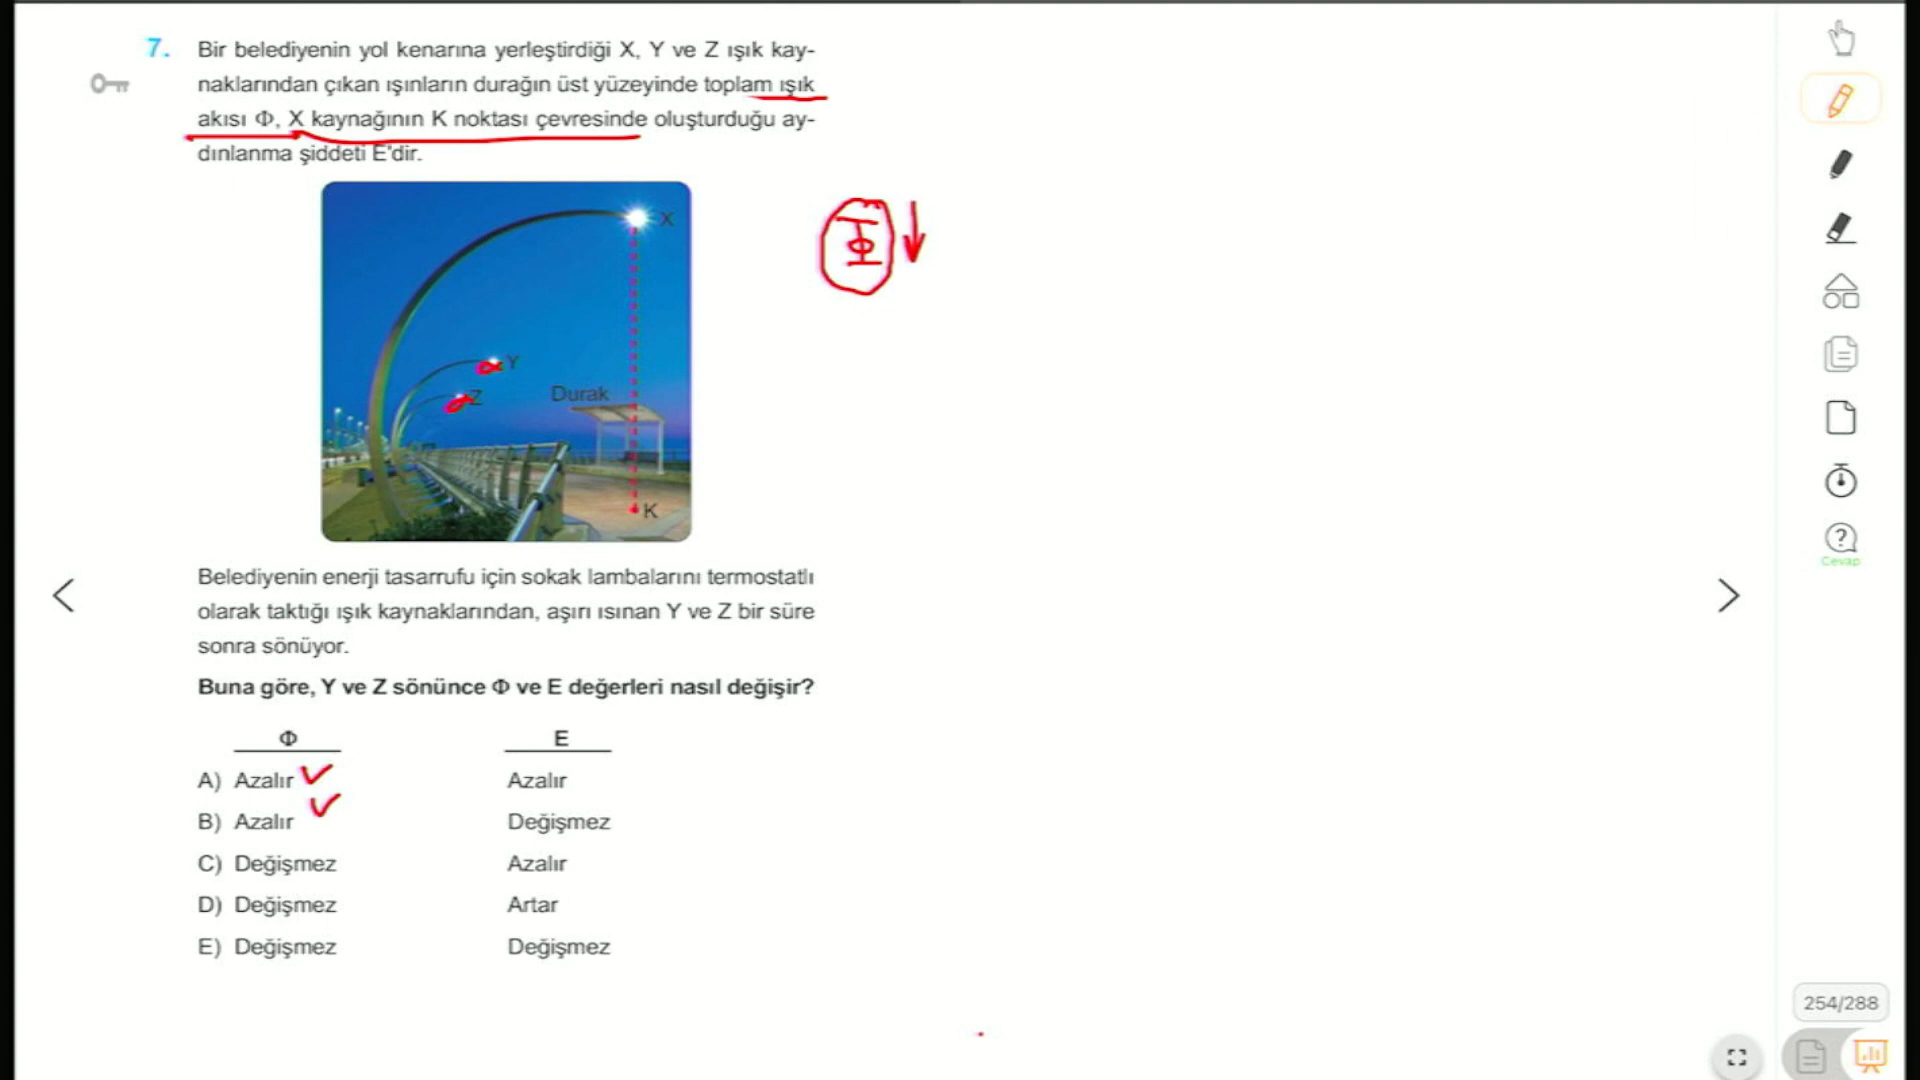 7. Bir belediyenin yol kenarına yerleştirdiği X, Y ve Z ışık kay-
naklarından çıkan ışınların durağın üst yüzeyinde toplam ışık
akısı Φ, X kaynağının K noktası çevresinde oluşturduğu ay-
dınlanma şiddeti E'dir.
X
Φ
Y
Z
Durak
K
Belediyenin enerji tasarrufu için sokak lambalarını termostatlı
olarak taktığı ışık kaynaklarından, aşırı ısınan Y ve Z bir süre
sonra sönüyor.
Buna göre, Y ve Z sönünce Φ ve E değerleri nasıl değişir?
Φ E
A) Azalır Azalır
B) Azalır Değişmez
C) Değişmez Azalır
D) Değişmez Artar
E) Değişmez Değişmez
Cevap
254/288